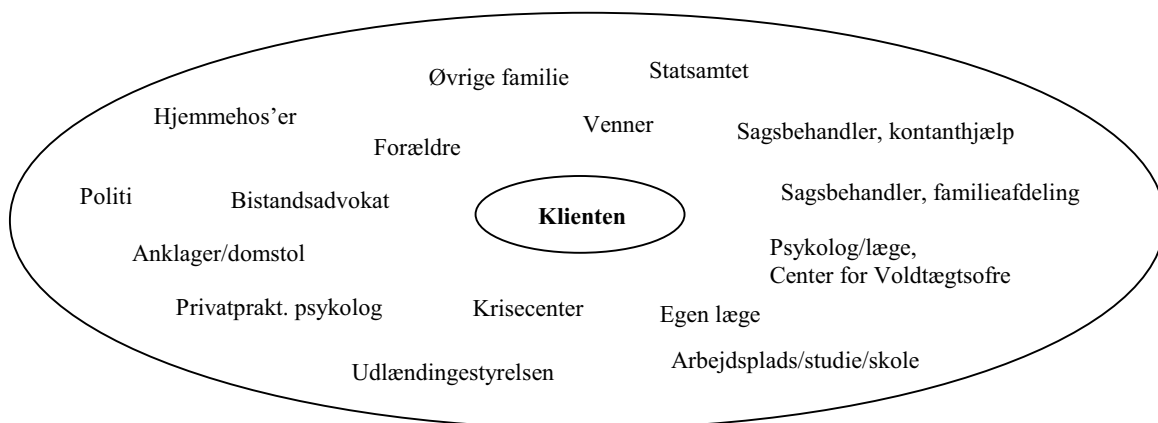 Øvrige familie
Statsamtet
Hjemmehos’er
Venner
Sagsbehandler, kontanthjælp
Forældre
Politi
Bistandsadvokat
Klienten
Sagsbehandler, familieafdeling
Anklager/domstol
Psykolog/læge,
Center for Voldtægtsofre
Privatprakt. psykolog
Krisecenter
Egen læge
Udlændingestyrelsen
Arbejdsplads/studie/skole